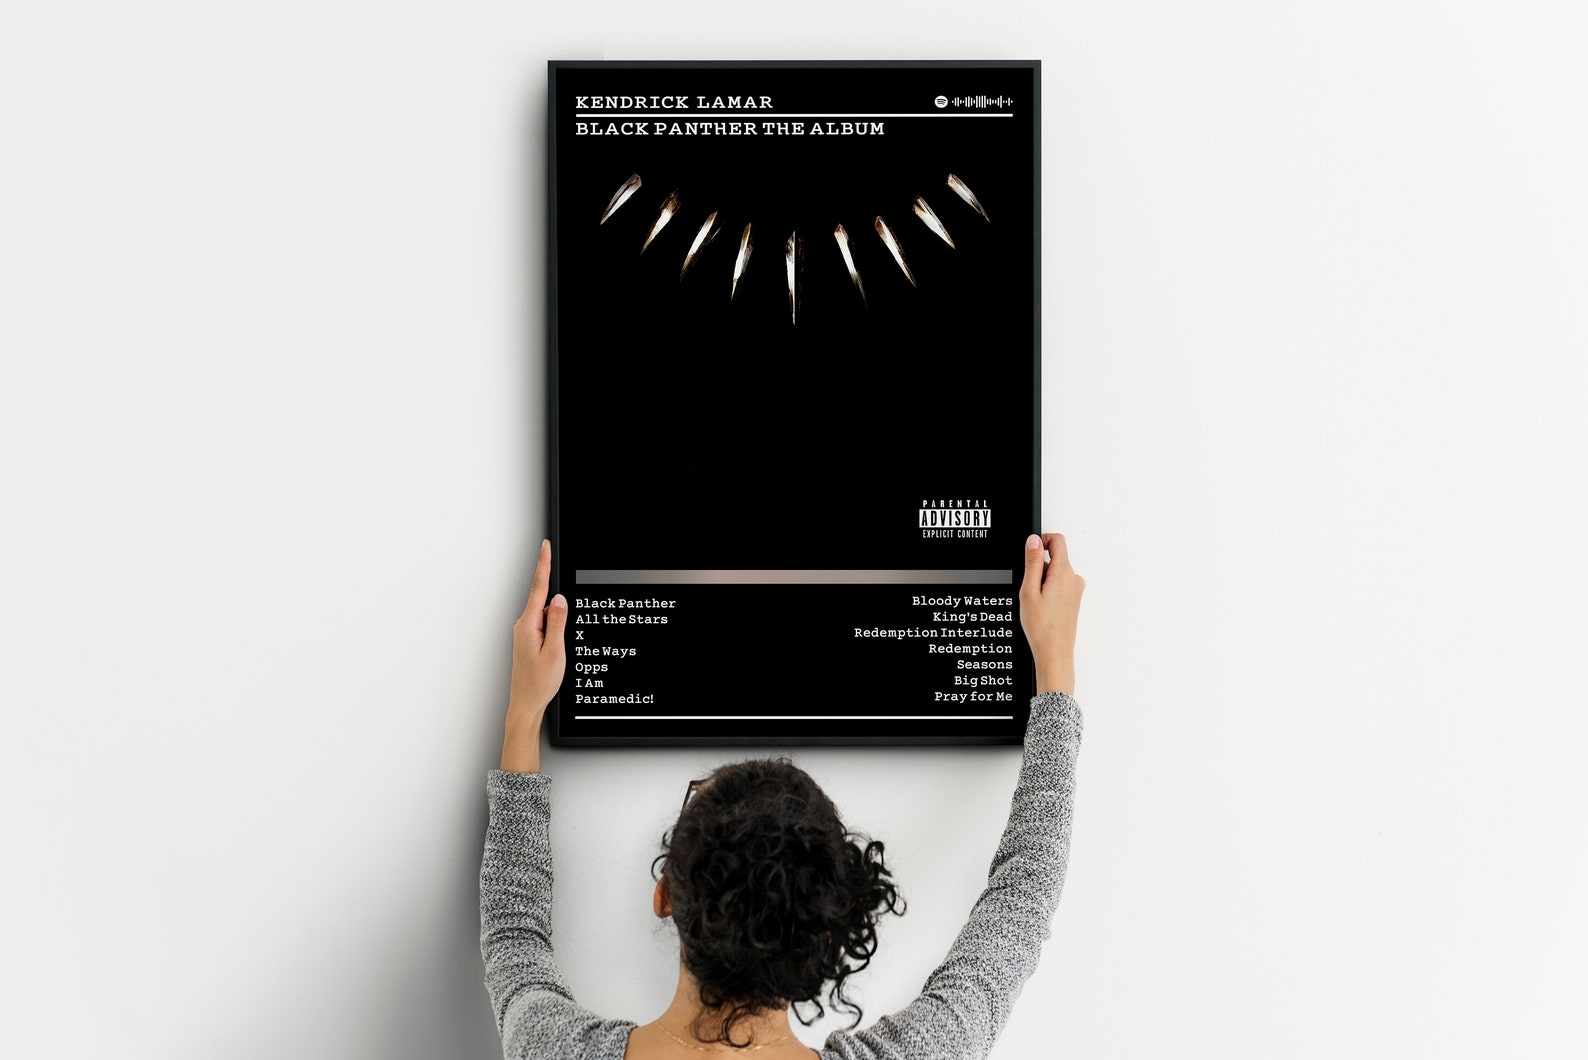 KENDRICK LAMAR
BLACK PANTHER THE ALBUM
PARENTAL
ADVISORY
EXPLICIT CONTENT
Black Panther
All the Stars
X
The Ways
Opps
I Am
Paramedic!
Bloody Waters
King's Dead
Redemption Interlude
Redemption
Seasons
Big Shot
Pray for Me